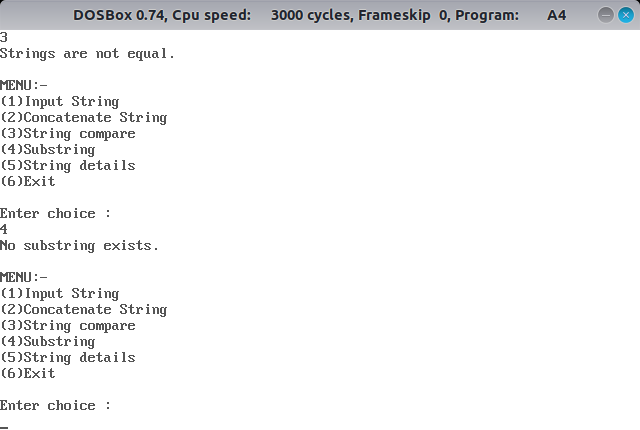 DOSBox 0.74, Cpu speed: 3000 cycles, Frameskip 0, Program: A4
3
Strings are not equal.
MENU:-
(1)Input String
(2)Concatenate String
(3)String compare
(4)Substring
(5)String details
(6)Exit
Enter choice :
4
No substring exists.
MENU:-
(1)Input String
(2)Concatenate String
(3)String compare
(4)Substring
(5)String details
(6)Exit
Enter choice :
_